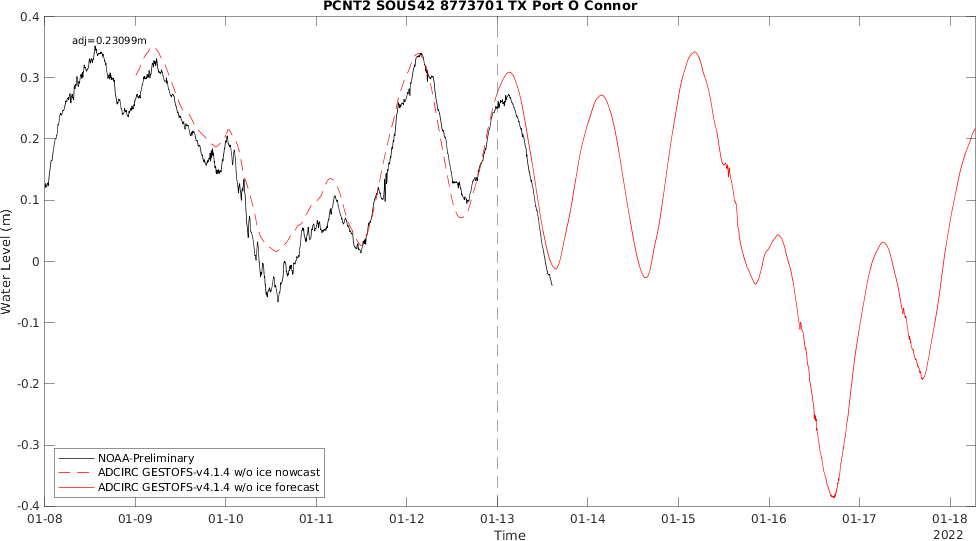 PCNT2 SOUS42 8773701 TX Port O Connor
adj=0.23099m
Water Level (m)
0.4
0.3
0.2
0.1
0
-0.1
-0.2
-0.3
-0.4
NOAA-Preliminary
ADCIRC GESTOFS-v4.1.4 w/o ice nowcast
ADCIRC GESTOFS-v4.1.4 w/o ice forecast
01-08 01-09 01-10 01-11 01-12 01-13 01-14 01-15 01-16 01-17 01-18
Time
2022